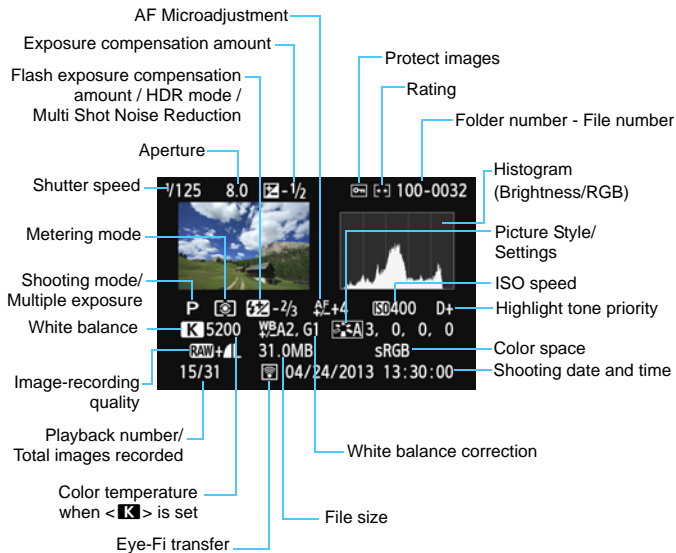 AF Microadjustment
Exposure compensation amount
Protect images
Flash exposure compensation
amount / HDR mode /
Multi Shot Noise Reduction
Rating
Folder number - File number
Aperture
Shutter speed
1/125 8.0 -1/2 100-0032
Histogram
(Brightness/RGB)
Metering mode
Picture Style/
Settings
Shooting mode/
Multiple exposure
ISO speed
P -2/3 AF+4 ISO400 D+
Highlight tone priority
White balance
K 5200 WB A2, G1 A 3, 0, 0, 0
RAW+L 31.0MB sRGB
Color space
Image-recording
quality
15/31 04/24/2013 13:30:00
Shooting date and time
Playback number/
Total images recorded
White balance correction
Color temperature
when <K> is set
File size
Eye-Fi transfer